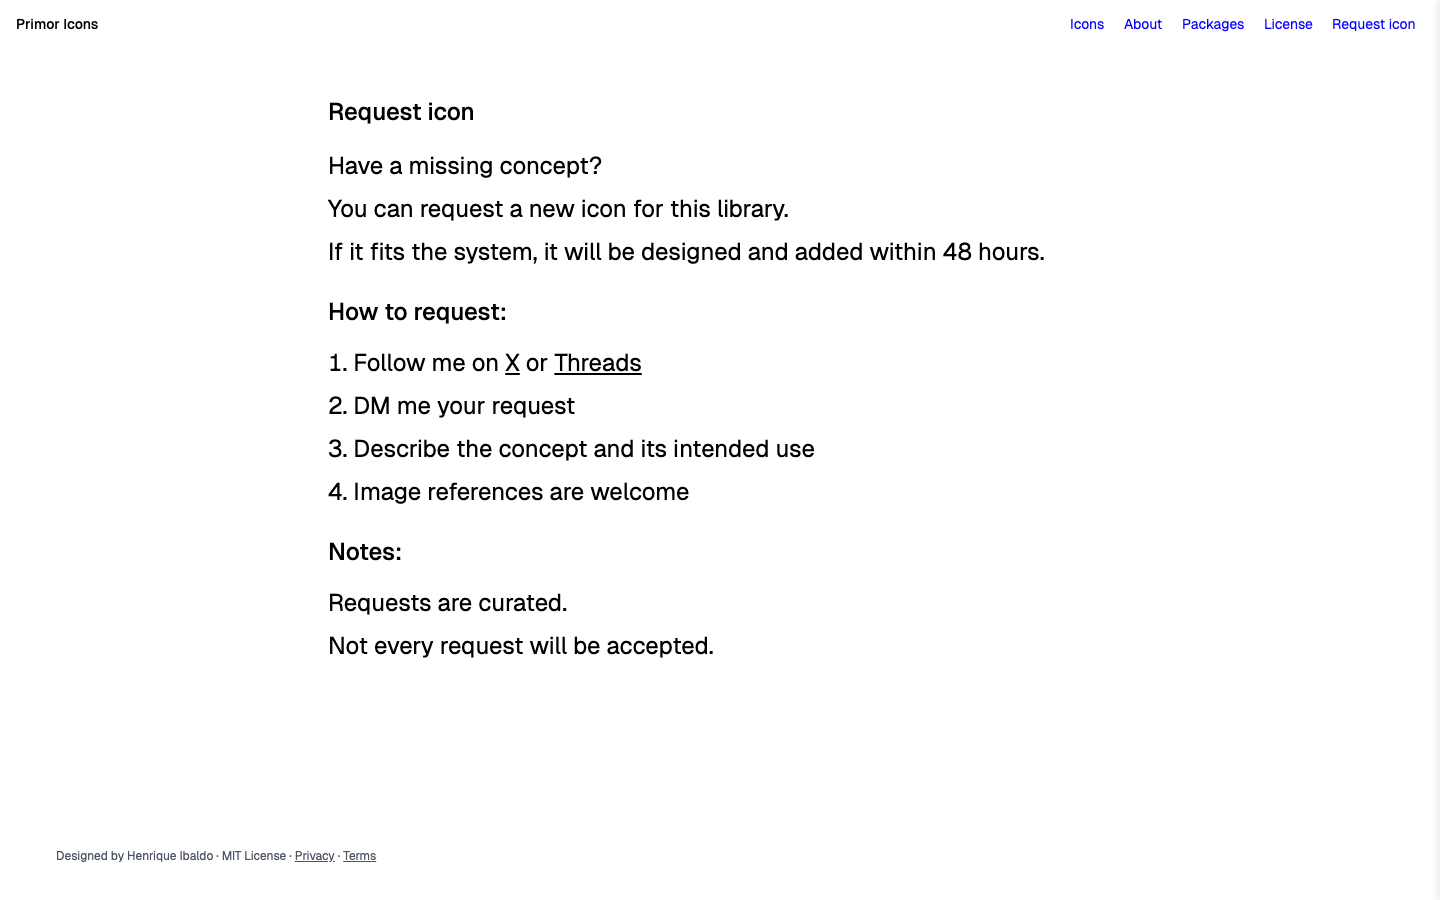 Primor Icons
Icons About Packages License Request icon
Request icon
Have a missing concept?
You can request a new icon for this library.
If it fits the system, it will be designed and added within 48 hours.
How to request:
1. Follow me on X or Threads
2. DM me your request
3. Describe the concept and its intended use
4. Image references are welcome
Notes:
Requests are curated.
Not every request will be accepted.
Designed by Henrique Ibaldo · MIT License · Privacy · Terms